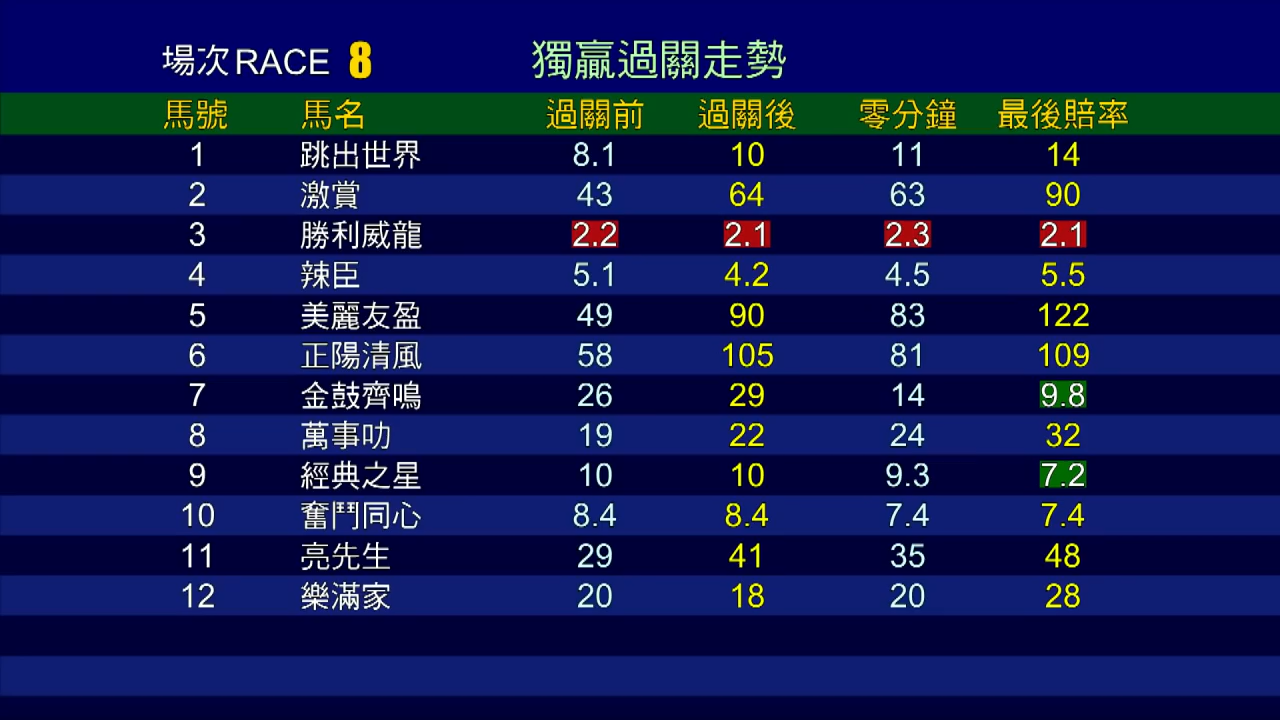 場次RACE 8 獨贏過關走勢
馬號 馬名 過關前 過關後 零分鐘 最後賠率
1 跳出世界 8.1 10 11 14
2 激賞 43 64 63 90
3 勝利威龍 2.2 2.1 2.3 2.1
4 辣臣 5.1 4.2 4.5 5.5
5 美麗友盈 49 90 83 122
6 正陽清風 58 105 81 109
7 金鼓齊鳴 26 29 14 9.8
8 萬事叻 19 22 24 32
9 經典之星 10 10 9.3 7.2
10 奮鬥同心 8.4 8.4 7.4 7.4
11 亮先生 29 41 35 48
12 樂滿家 20 18 20 28